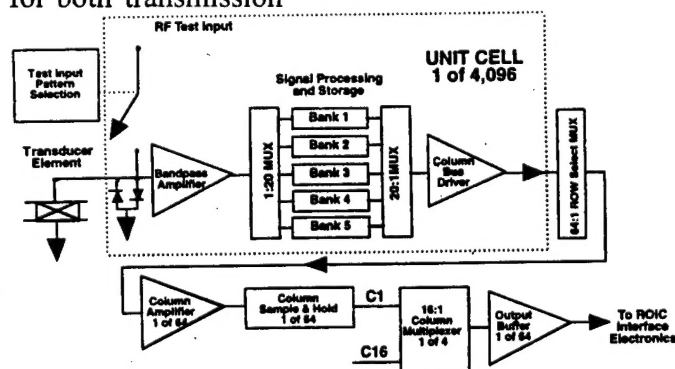 for both transmission
RF Test Input
UNIT CELL
1 of 4,096
Test Input
Pattern
Selection
Signal Processing
and Storage
Transducer
Element
Bandpass
Amplifier
1:20 MUX
Bank 1
Bank 2
Bank 3
Bank 4
Bank 5
20:1MUX
Column
Bus
Driver
64:1 ROW Select MUX
Column
Amplifier
1 of 64
Column
Sample & Hold
1 of 64
C1
C16
16:1
Column
Multiplexer
1 of 4
Output
Buffer
1 of 64
To ROIC
Interface
Electronics